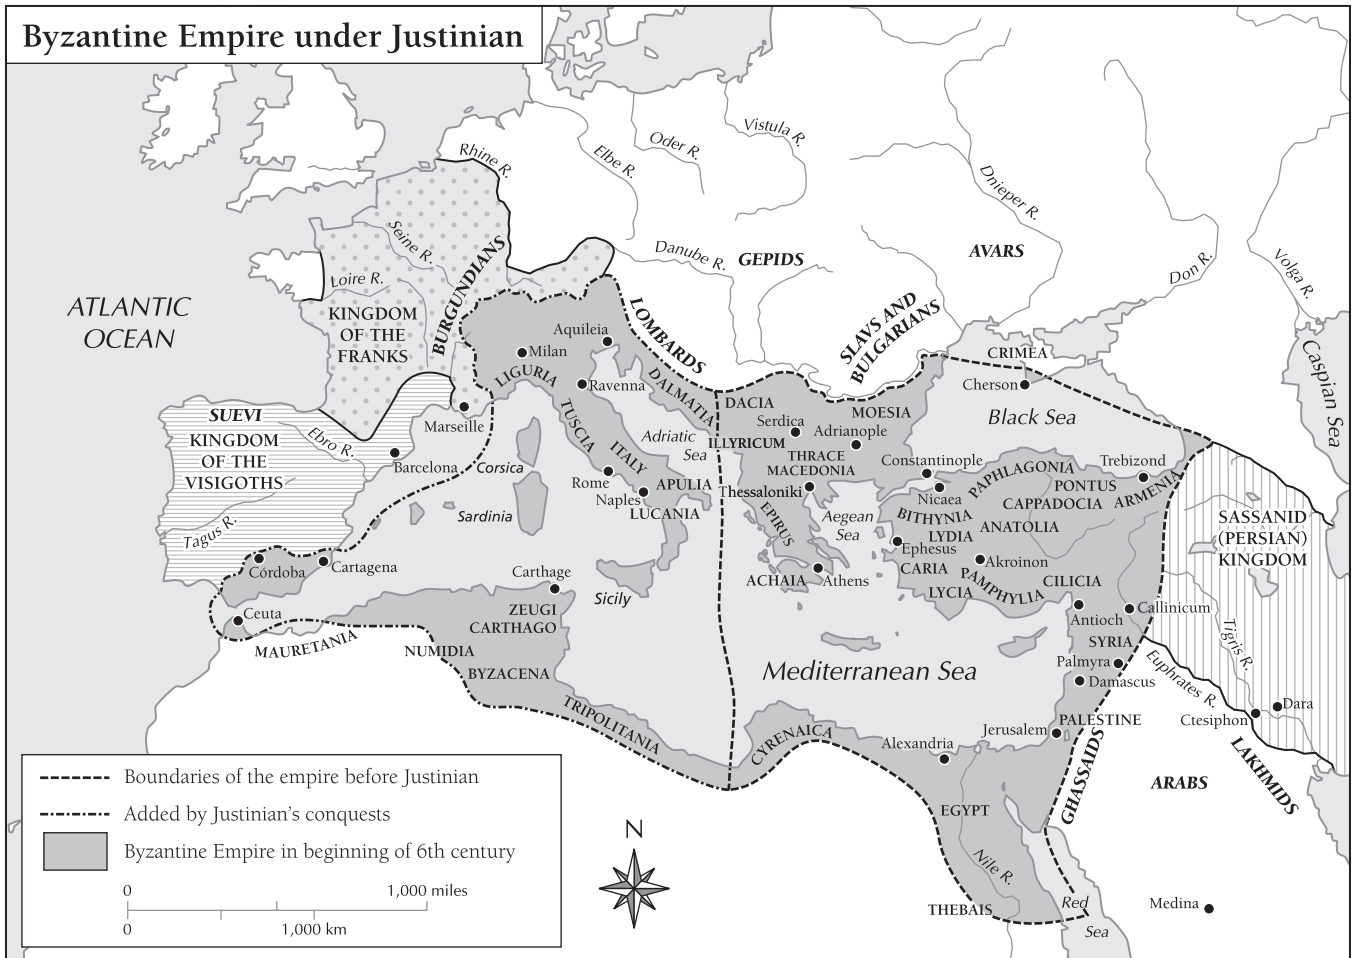 Byzantine Empire under Justinian
Rhine R.
Elbe R.
Oder R.
Vistula R.
Dnieper R.
Don R.
Volga R.
Seine R.
Loire R.
Danube R.
GEPIDS
AVARS
ATLANTIC
OCEAN
KINGDOM
OF THE
FRANKS
BURGUNDIANS
LOMBARDS
SLAVS AND
BULGARIANS
Caspian Sea
CRIMEA
Cherson
Black Sea
Aquileia
Milan
LIGURIA
Ravenna
DALMATIA
TUSCIA
ITALY
Adriatic
Sea
DACIA
Serdica
MOESIA
Adrianople
ILLYRICUM
THRACE
MACEDONIA
Thessaloniki
Constantinople
Nicaea
PAPHLAGONIA
Trebizond
PONTUS
CAPPADOCIA
ARMENIA
BITHYNIA
LYDIA
ANATOLIA
SUEVI
KINGDOM
OF THE
VISIGOTHS
Ebro R.
Tagus R.
Marseille
Barcelona
Corsica
Sardinia
Rome
Naples
APULIA
LUCANIA
EPIRUS
Aegean
Sea
Ephesus
Akroinon
CARIA
PAMPHYLIA
LYCIA
CILICIA
ACHAIA
Athens
SASSANID
(PERSIAN)
KINGDOM
Córdoba
Cartagena
Ceuta
Carthage
Sicily
ZEUGI
CARTHAGO
MAURETANIA
NUMIDIA
BYZACENA
TRIPOLITANIA
Mediterranean Sea
CYRENAICA
Antioch
Callinicum
SYRIA
Palmyra
Damascus
Tigris R.
Euphrates R.
Dara
Ctesiphon
Jerusalem
PALESTINE
Alexandria
GHASSAIDS
LAKHMIDS
ARABS
EGYPT
Nile R.
THEBAIS
Red
Sea
Medina
Boundaries of the empire before Justinian
Added by Justinian’s conquests
Byzantine Empire in beginning of 6th century
0
1,000 miles
0
1,000 km
N